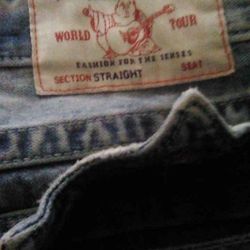 WORLD TOUR
FASHION FOR THE SENSES
SECTION STRAIGHT SEAT